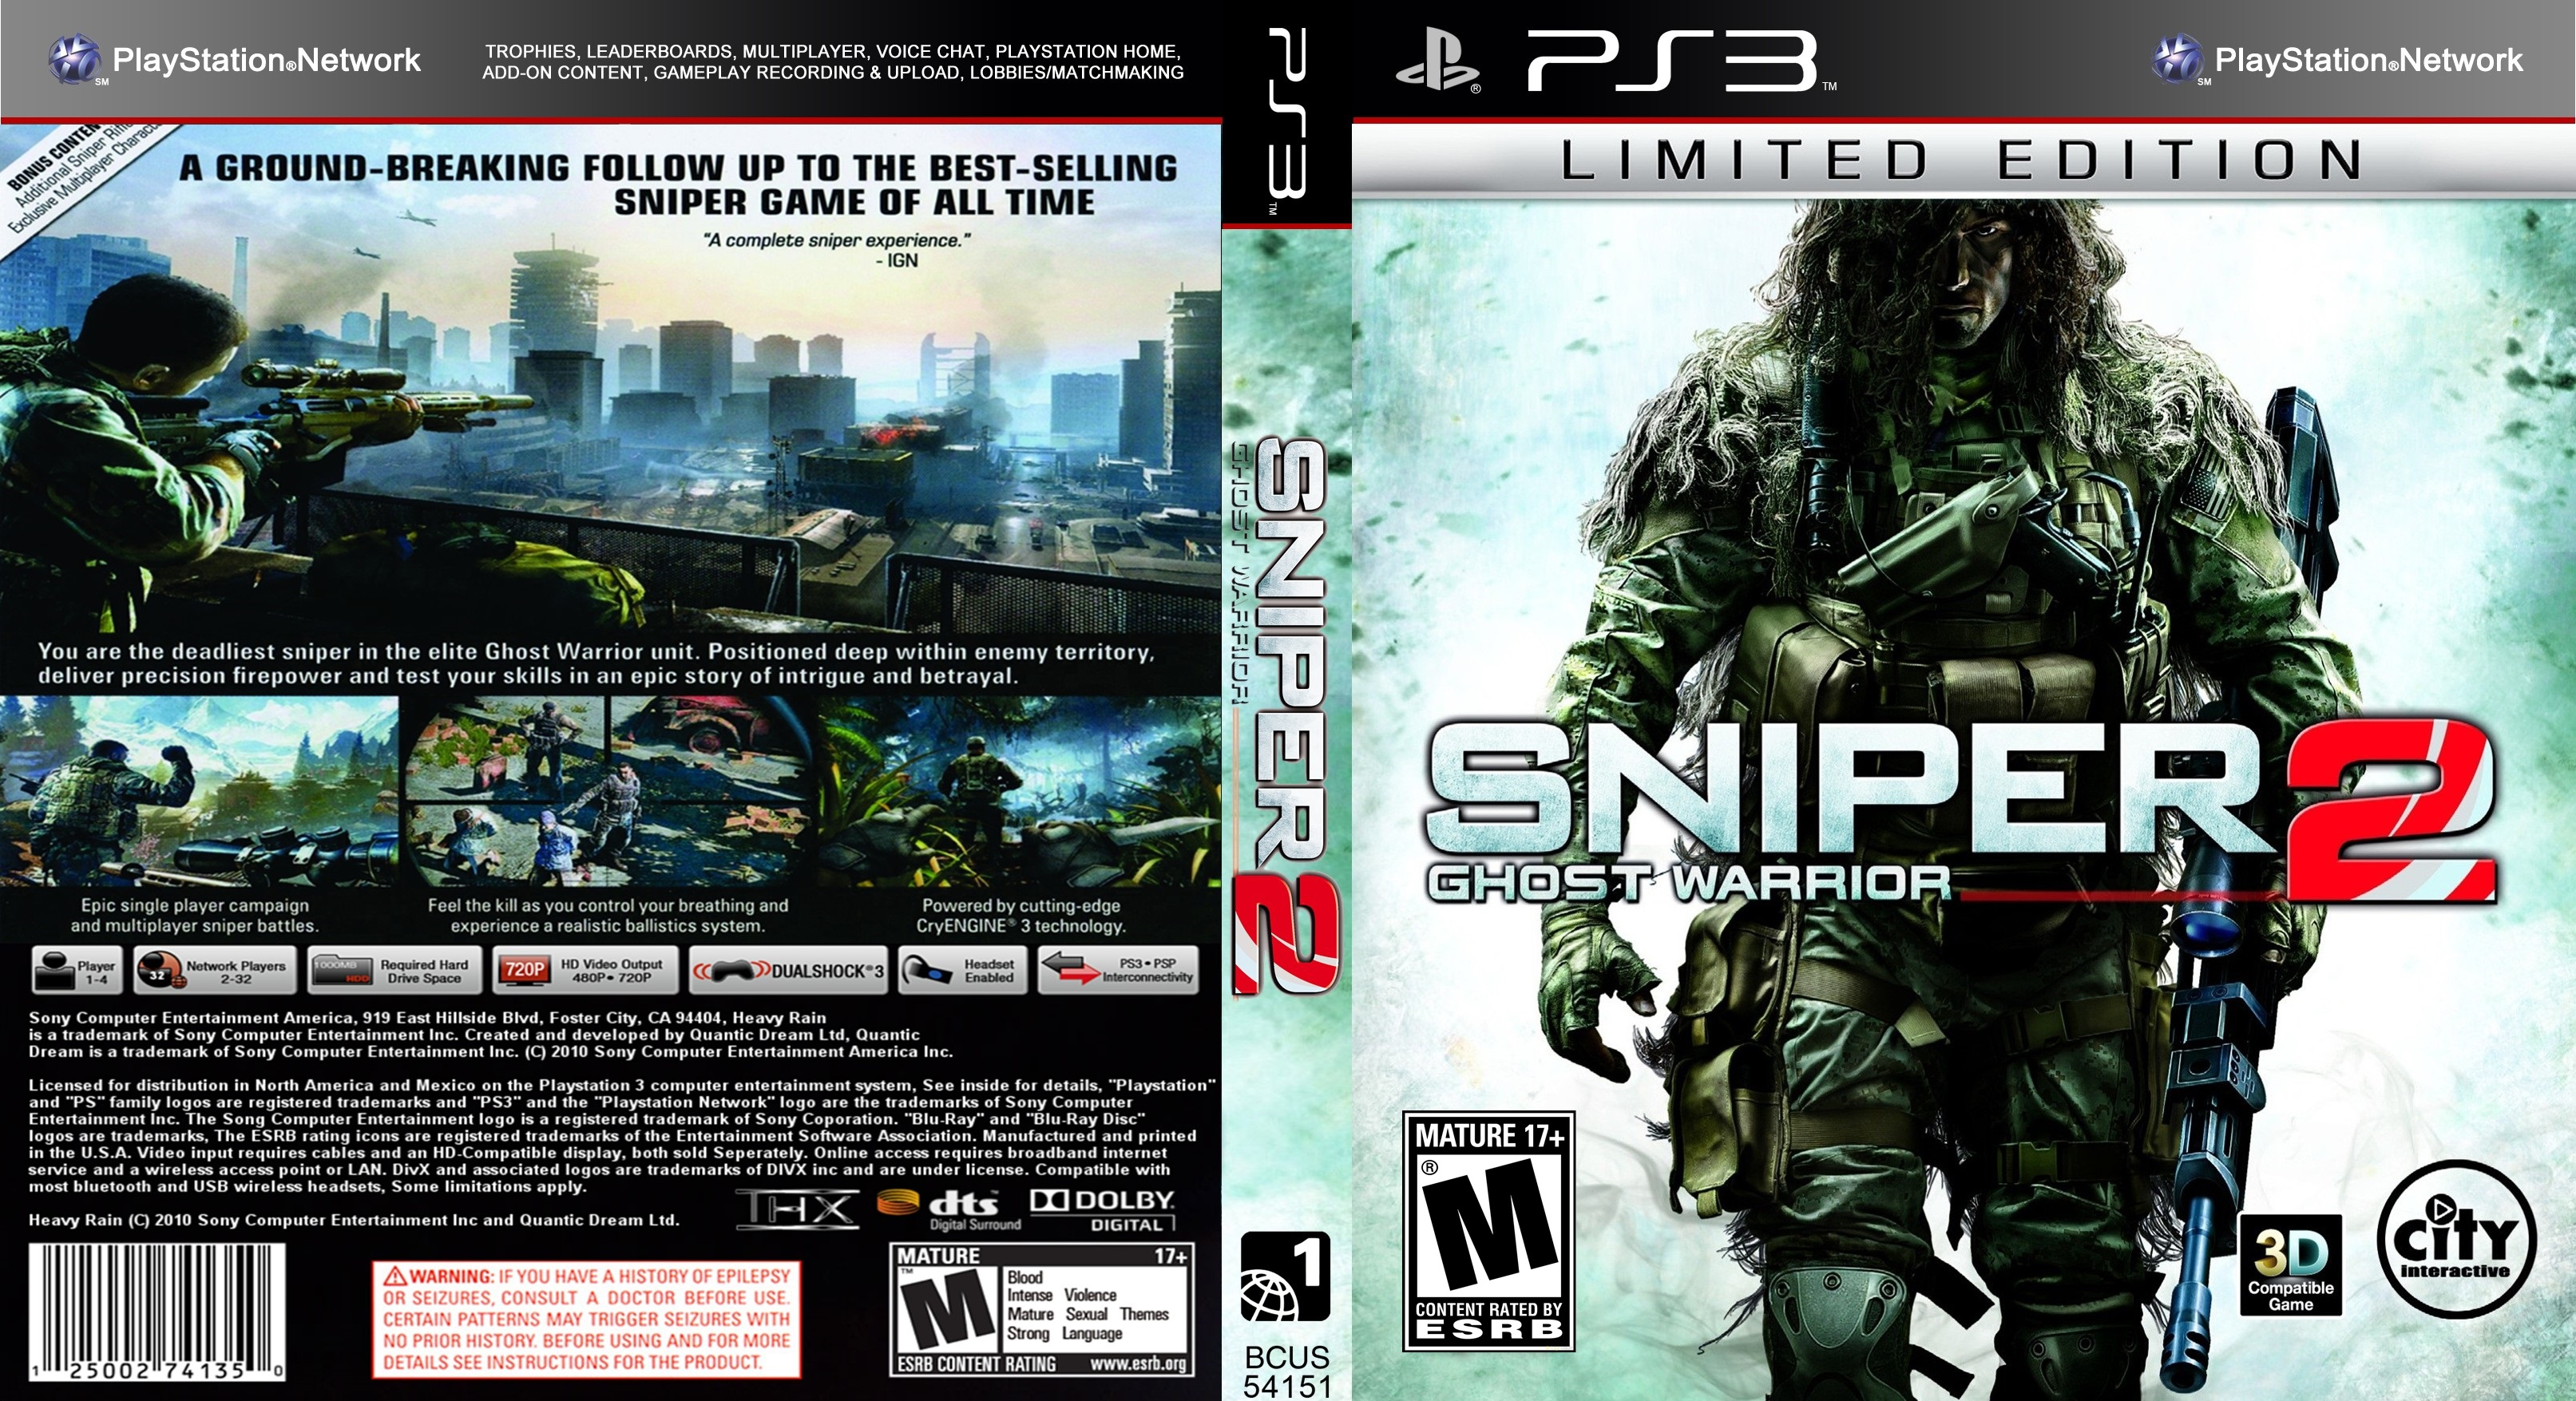 PlayStation®Network
SM
TROPHIES, LEADERBOARDS, MULTIPLAYER, VOICE CHAT, PLAYSTATION HOME,
ADD-ON CONTENT, GAMEPLAY RECORDING & UPLOAD, LOBBIES/MATCHMAKING
BONUS CONTEN
Additional Sniper Rifle
Exclusive Multiplayer Charact
A GROUND-BREAKING FOLLOW UP TO THE BEST-SELLING
SNIPER GAME OF ALL TIME
"A complete sniper experience."
- IGN
You are the deadliest sniper in the elite Ghost Warrior unit. Positioned deep within enemy territory,
deliver precision firepower and test your skills in an epic story of intrigue and betrayal.
Epic single player campaign
and multiplayer sniper battles.
Feel the kill as you control your breathing and
experience a realistic ballistics system.
Powered by cutting-edge
CryENGINE® 3 technology.
Player
1-4
32
Network Players
2-32
1000MB
HDD
Required Hard
Drive Space
720P
HD Video Output
480P • 720P
DUALSHOCK®3
Headset
Enabled
PS3 • PSP
Interconnectivity
Sony Computer Entertainment America, 919 East Hillside Blvd, Foster City, CA 94404, Heavy Rain
is a trademark of Sony Computer Entertainment Inc. Created and developed by Quantic Dream Ltd, Quantic
Dream is a trademark of Sony Computer Entertainment Inc. (C) 2010 Sony Computer Entertainment America Inc.
Licensed for distribution in North America and Mexico on the Playstation 3 computer entertainment system, See inside for details, "Playstation"
and "PS" family logos are registered trademarks and "PS3" and the "Playstation Network" logo are the trademarks of Sony Computer
Entertainment Inc. The Song Computer Entertainment logo is a registered trademark of Sony Coporation. "Blu-Ray" and "Blu-Ray Disc"
logos are trademarks, The ESRB rating icons are registered trademarks of the Entertainment Software Association. Manufactured and printed
in the U.S.A. Video input requires cables and an HD-Compatible display, both sold Seperately. Online access requires broadband internet
service and a wireless access point or LAN. DivX and associated logos are trademarks of DIVX inc and are under license. Compatible with
most bluetooth and USB wireless headsets, Some limitations apply.
Heavy Rain (C) 2010 Sony Computer Entertainment Inc and Quantic Dream Ltd.
THX
dts
Digital Surround
DOLBY
DIGITAL
1 25002 74135 0
WARNING: IF YOU HAVE A HISTORY OF EPILEPSY
OR SEIZURES, CONSULT A DOCTOR BEFORE USE.
CERTAIN PATTERNS MAY TRIGGER SEIZURES WITH
NO PRIOR HISTORY. BEFORE USING AND FOR MORE
DETAILS SEE INSTRUCTIONS FOR THE PRODUCT.
MATURE 17+
M
Blood
Intense Violence
Mature Sexual Themes
Strong Language
ESRB CONTENT RATING www.esrb.org
PS3™
SNIPER 2
GHOST WARRIOR
1
BCUS
54151
PS3™
PlayStation®Network
SM
LIMITED EDITION
SNIPER 2
GHOST WARRIOR
MATURE 17+
®
M
CONTENT RATED BY
ESRB
3D
Compatible
Game
city
interactive